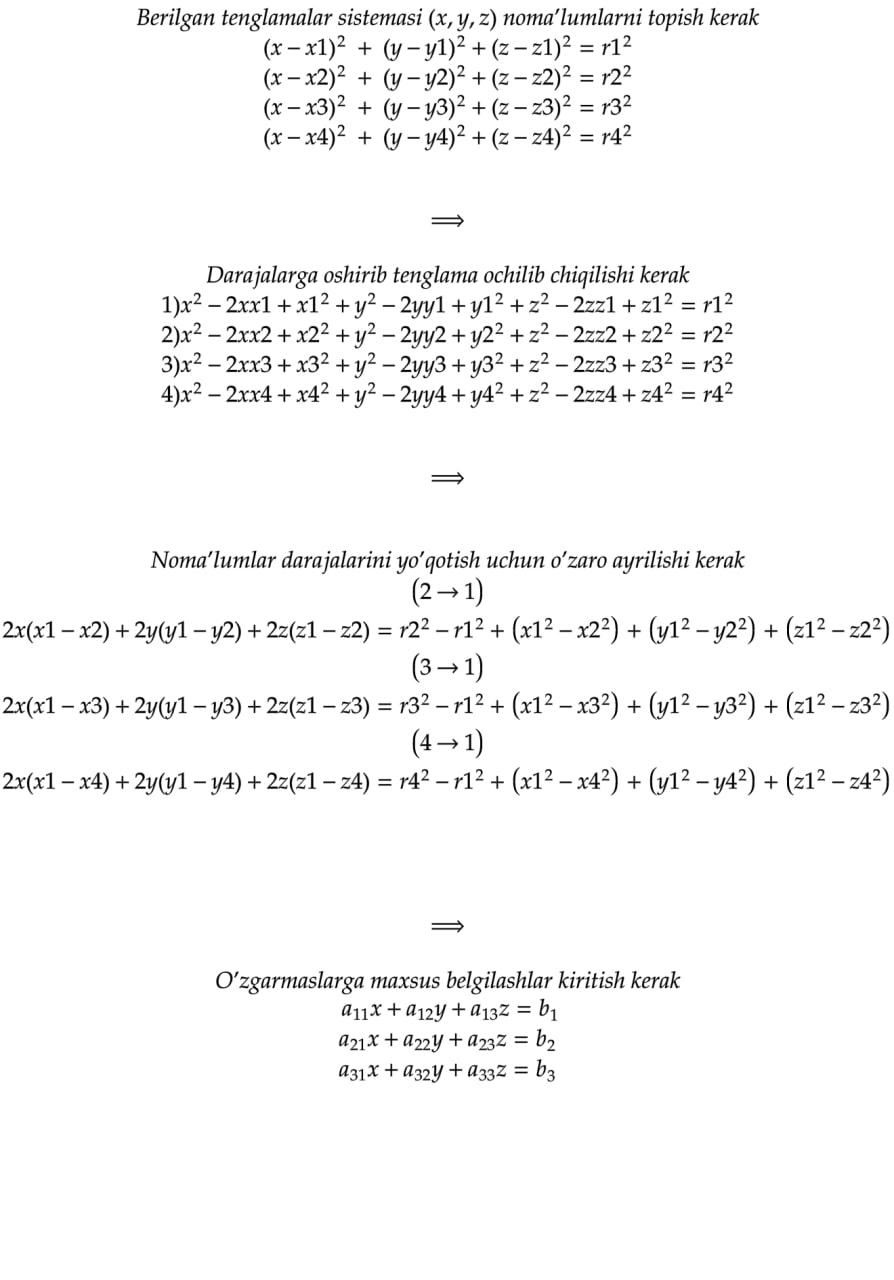 Berilgan tenglamalar sistemasi (x, y, z) noma'lumlarni topish kerak
(x − x1)² + (y − y1)² + (z − z1)² = r1²
(x − x2)² + (y − y2)² + (z − z2)² = r2²
(x − x3)² + (y − y3)² + (z − z3)² = r3²
(x − x4)² + (y − y4)² + (z − z4)² = r4²
⟹
Darajalarga oshirib tenglama ochilib chiqilishi kerak
1)x² − 2xx1 + x1² + y² − 2yy1 + y1² + z² − 2zz1 + z1² = r1²
2)x² − 2xx2 + x2² + y² − 2yy2 + y2² + z² − 2zz2 + z2² = r2²
3)x² − 2xx3 + x3² + y² − 2yy3 + y3² + z² − 2zz3 + z3² = r3²
4)x² − 2xx4 + x4² + y² − 2yy4 + y4² + z² − 2zz4 + z4² = r4²
⟹
Noma'lumlar darajalarini yo'qotish uchun o'zaro ayrilishi kerak
(2 → 1)
2x(x1 − x2) + 2y(y1 − y2) + 2z(z1 − z2) = r2² − r1² + (x1² − x2²) + (y1² − y2²) + (z1² − z2²)
(3 → 1)
2x(x1 − x3) + 2y(y1 − y3) + 2z(z1 − z3) = r3² − r1² + (x1² − x3²) + (y1² − y3²) + (z1² − z3²)
(4 → 1)
2x(x1 − x4) + 2y(y1 − y4) + 2z(z1 − z4) = r4² − r1² + (x1² − x4²) + (y1² − y4²) + (z1² − z4²)
⟹
O'zgarmaslarga maxsus belgilashlar kiritish kerak
a₁₁x + a₁₂y + a₁₃z = b₁
a₂₁x + a₂₂y + a₂₃z = b₂
a₃₁x + a₃₂y + a₃₃z = b₃